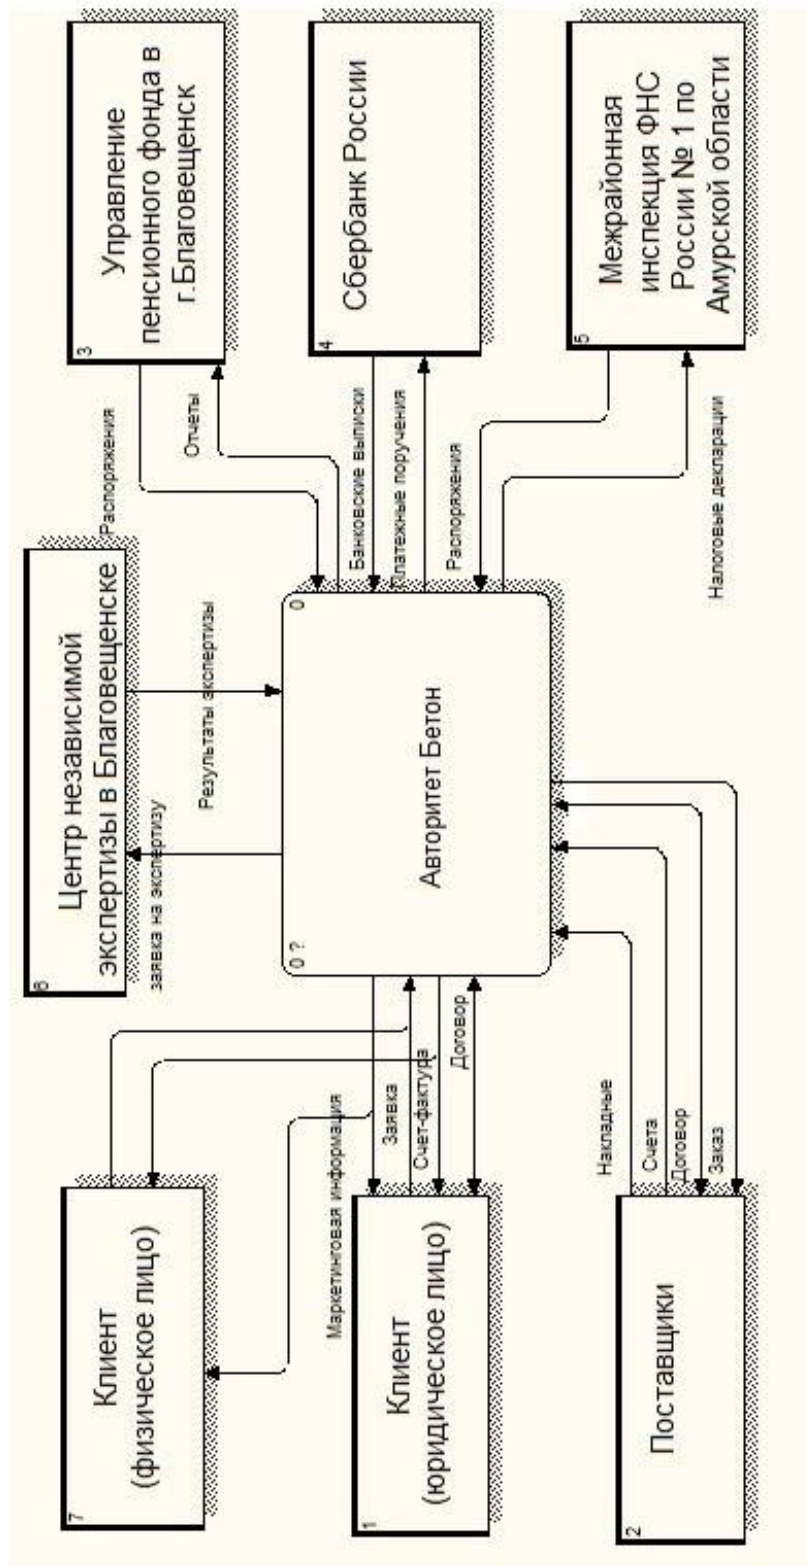 7
Клиент
(физическое лицо)
1
Клиент
(юридическое лицо)
2
Поставщики
6
Центр независимой
экспертизы в Благовещенске
0 ?
0
Авторитет Бетон
3
Управление
пенсионного фонда в
г.Благовещенск
4
Сбербанк России
5
Межрайонная
инспекция ФНС
России № 1 по
Амурской области
Маркетинговая информация
Заявка
Счет-фактура
Договор
Накладные
Счета
Договор
Заказ
заявка на экспертизу
Результаты экспертизы
Распоряжения
Отчеты
Банковские выписки
Платежные поручения
Распоряжения
Налоговые декларации